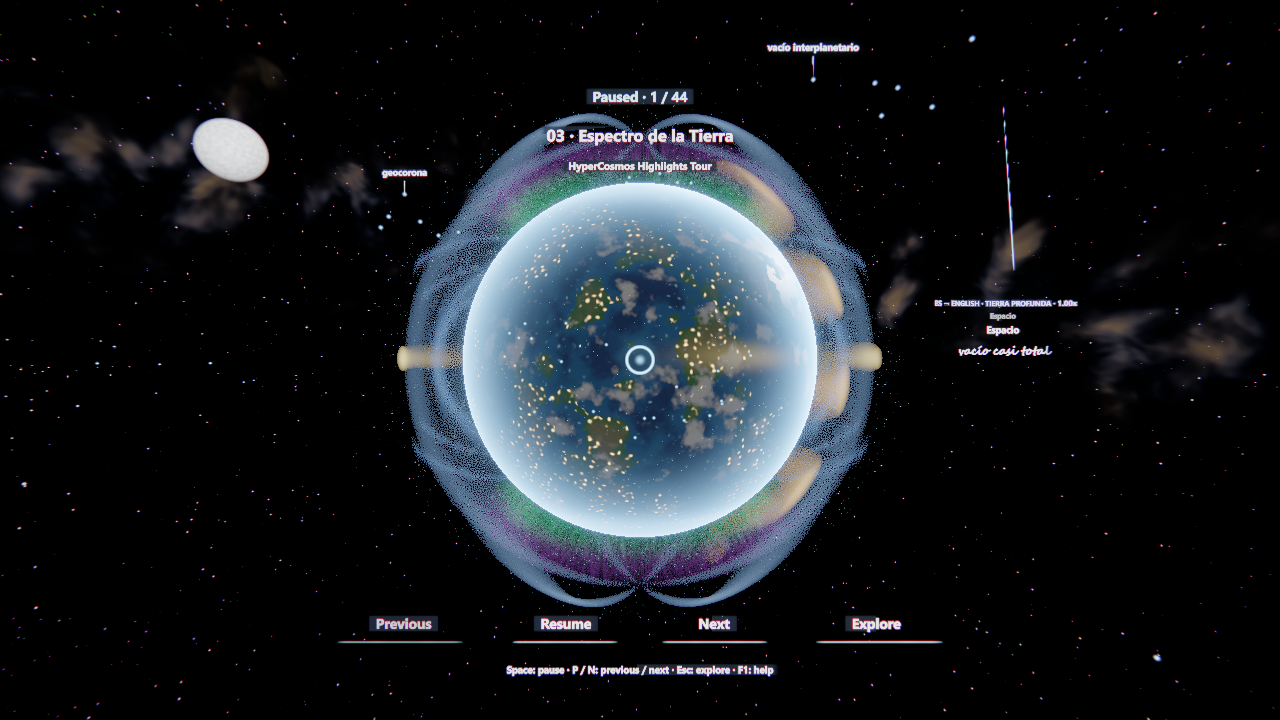 vacío interplanetario
Paused · 1 / 44
03 · Espectro de la Tierra
HyperCosmos Highlights Tour
geocorona
ES → ENGLISH · TIERRA PROFUNDA · 1.00x
Espacio
Espacio
vacío casi total
Previous
Resume
Next
Explore
Space: pause · P / N: previous / next · Esc: explore · F1: help